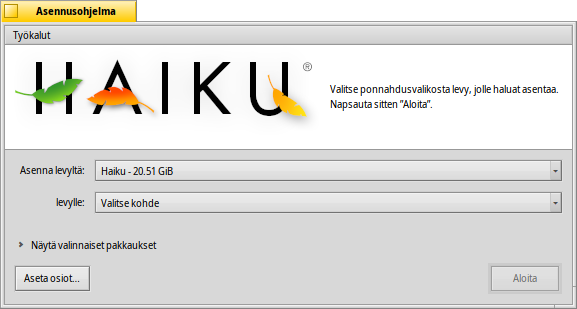 Asennusohjelma
Työkalut
HAIKU®
Valitse ponnahdusvalikosta levy, jolle haluat asentaa.
Napsauta sitten ”Aloita”.
Asenna levyltä: Haiku - 20.51 GiB
levylle: Valitse kohde
Näytä valinnaiset pakkaukset
Aseta osiot... Aloita